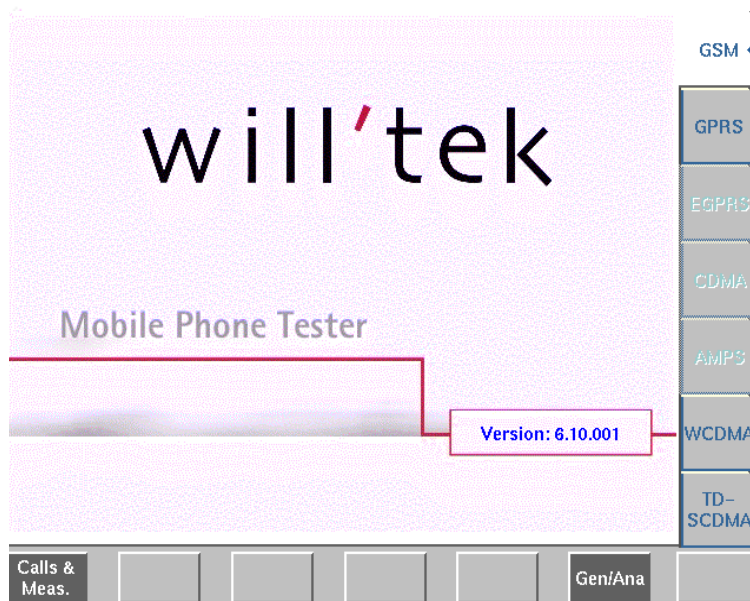 GSM
will'tek
GPRS
EGPRS
CDMA
Mobile Phone Tester
AMPS
Version: 6.10.001
WCDMA
TD-
SCDMA
Calls &
Meas.
Gen/Ana